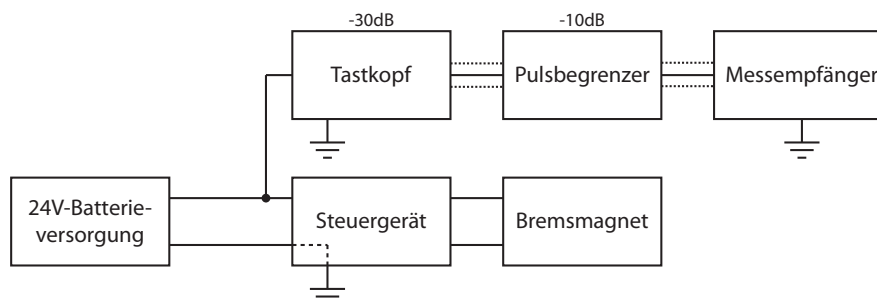 -30dB
-10dB
Tastkopf
Pulsbegrenzer
Messempfänger
24V-Batterie-
versorgung
Steuergerät
Bremsmagnet